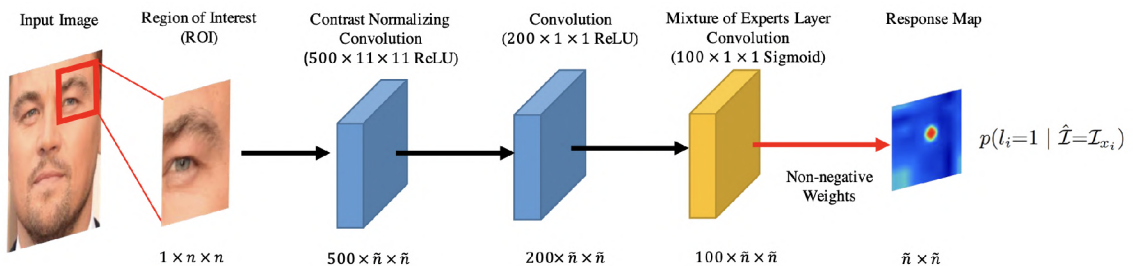 Input Image
Region of Interest
(ROI)
Contrast Normalizing
Convolution
(500 × 11 × 11 ReLU)
Convolution
(200 × 1 × 1 ReLU)
Mixture of Experts Layer
Convolution
(100 × 1 × 1 Sigmoid)
Response Map
p(lᵢ=1 | Î=I_{xᵢ})
Non-negative
Weights
1 × n × n
500 × ñ × ñ
200 × ñ × ñ
100 × ñ × ñ
ñ × ñ